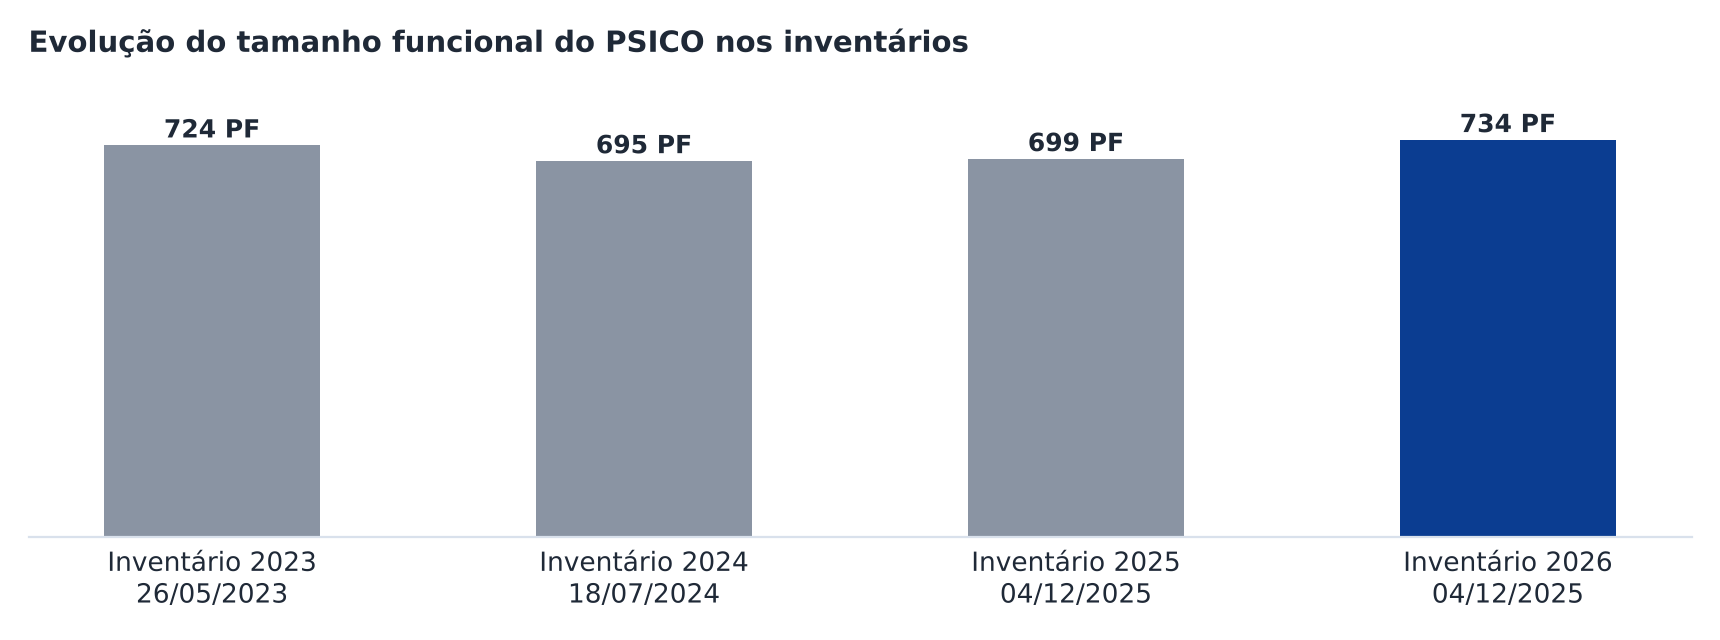 Evolução do tamanho funcional do PSICO nos inventários
724 PF
695 PF
699 PF
734 PF
Inventário 2023
26/05/2023
Inventário 2024
18/07/2024
Inventário 2025
04/12/2025
Inventário 2026
04/12/2025